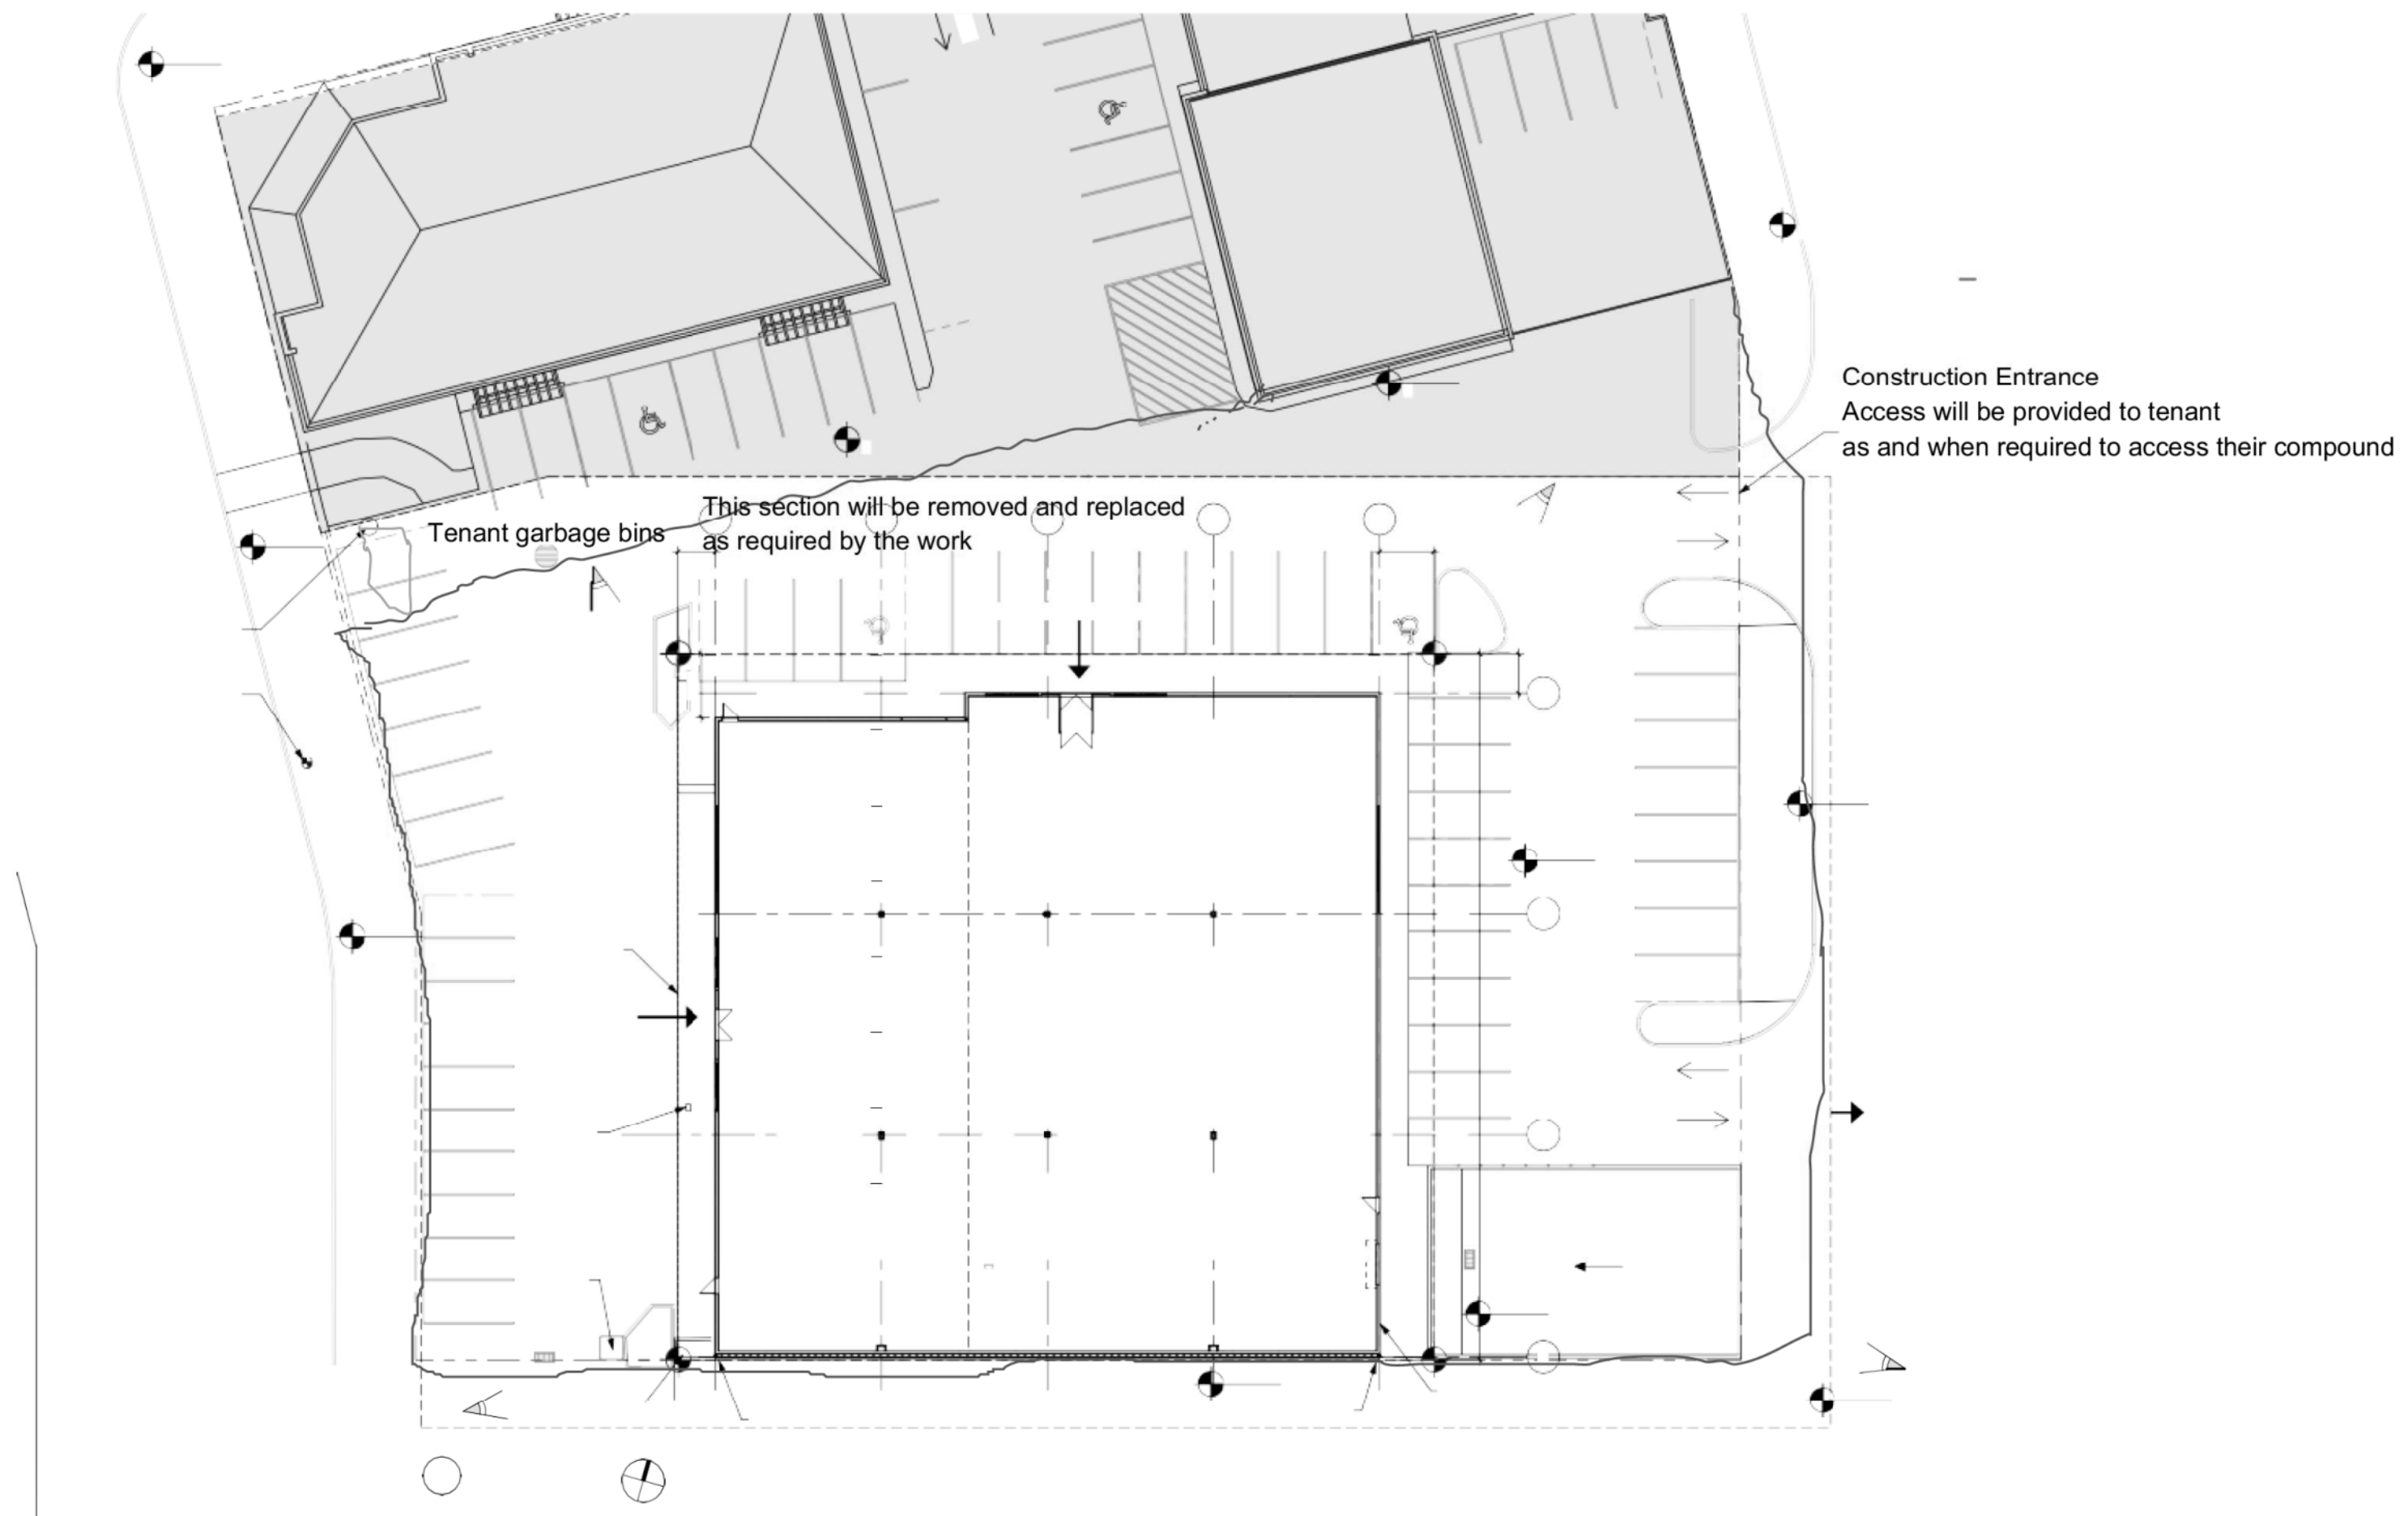 Construction Entrance
Access will be provided to tenant
as and when required to access their compound
This section will be removed and replaced
as required by the work
Tenant garbage bins